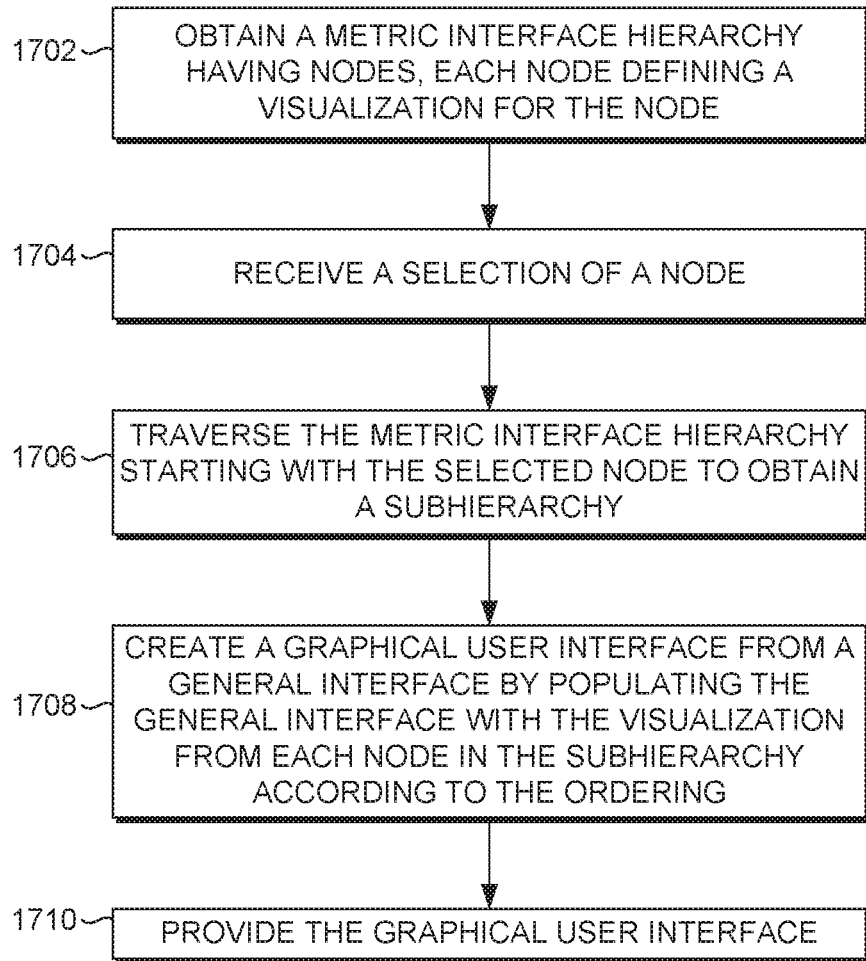 1702
OBTAIN A METRIC INTERFACE HIERARCHY
HAVING NODES, EACH NODE DEFINING A
VISUALIZATION FOR THE NODE
1704
RECEIVE A SELECTION OF A NODE
1706
TRAVERSE THE METRIC INTERFACE HIERARCHY
STARTING WITH THE SELECTED NODE TO OBTAIN
A SUBHIERARCHY
1708
CREATE A GRAPHICAL USER INTERFACE FROM A
GENERAL INTERFACE BY POPULATING THE
GENERAL INTERFACE WITH THE VISUALIZATION
FROM EACH NODE IN THE SUBHIERARCHY
ACCORDING TO THE ORDERING
1710
PROVIDE THE GRAPHICAL USER INTERFACE